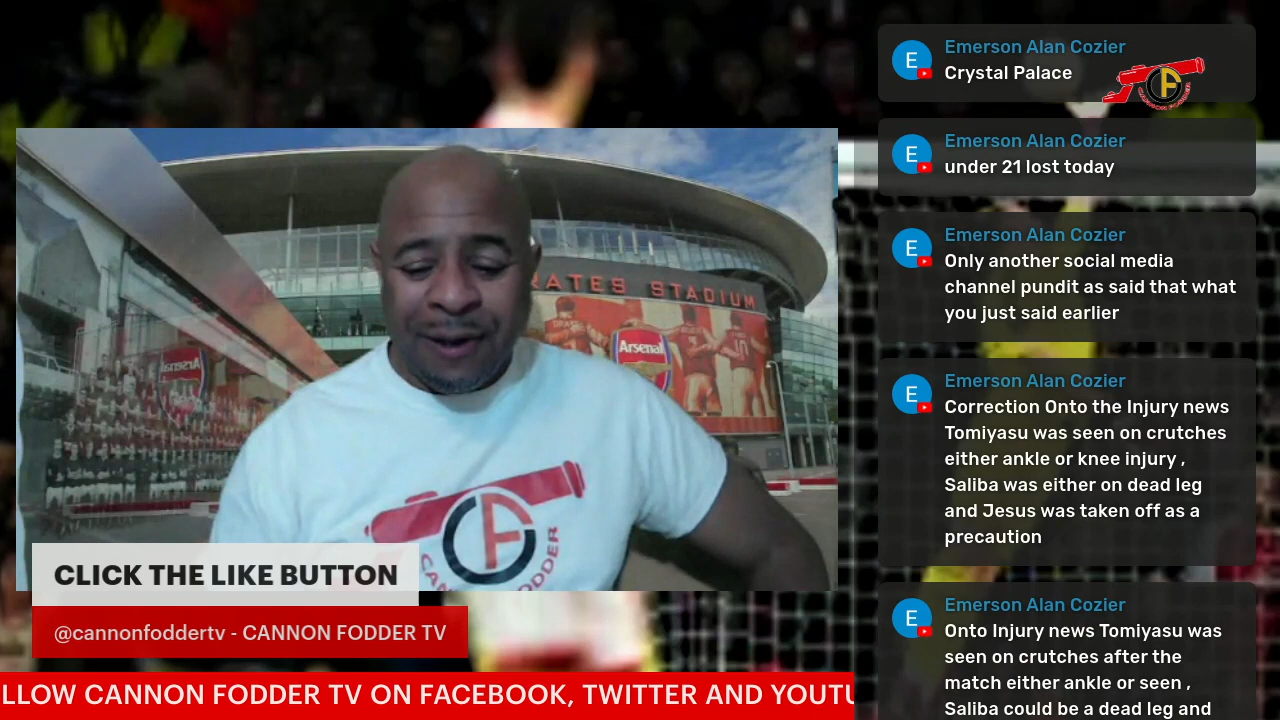 Emerson Alan Cozier
Crystal Palace
CANNON FODDER
Emerson Alan Cozier
under 21 lost today
Emerson Alan Cozier
Only another social media
channel pundit as said that what
you just said earlier
Emerson Alan Cozier
Correction Onto the Injury news
Tomiyasu was seen on crutches
either ankle or knee injury ,
Saliba was either on dead leg
and Jesus was taken off as a
precaution
Emerson Alan Cozier
Onto Injury news Tomiyasu was
seen on crutches after the
match either ankle or seen ,
Saliba could be a dead leg and
RATES STADIUM
Arsenal
CLICK THE LIKE BUTTON
@cannonfoddertv - CANNON FODDER TV
LLOW CANNON FODDER TV ON FACEBOOK, TWITTER AND YOUTU